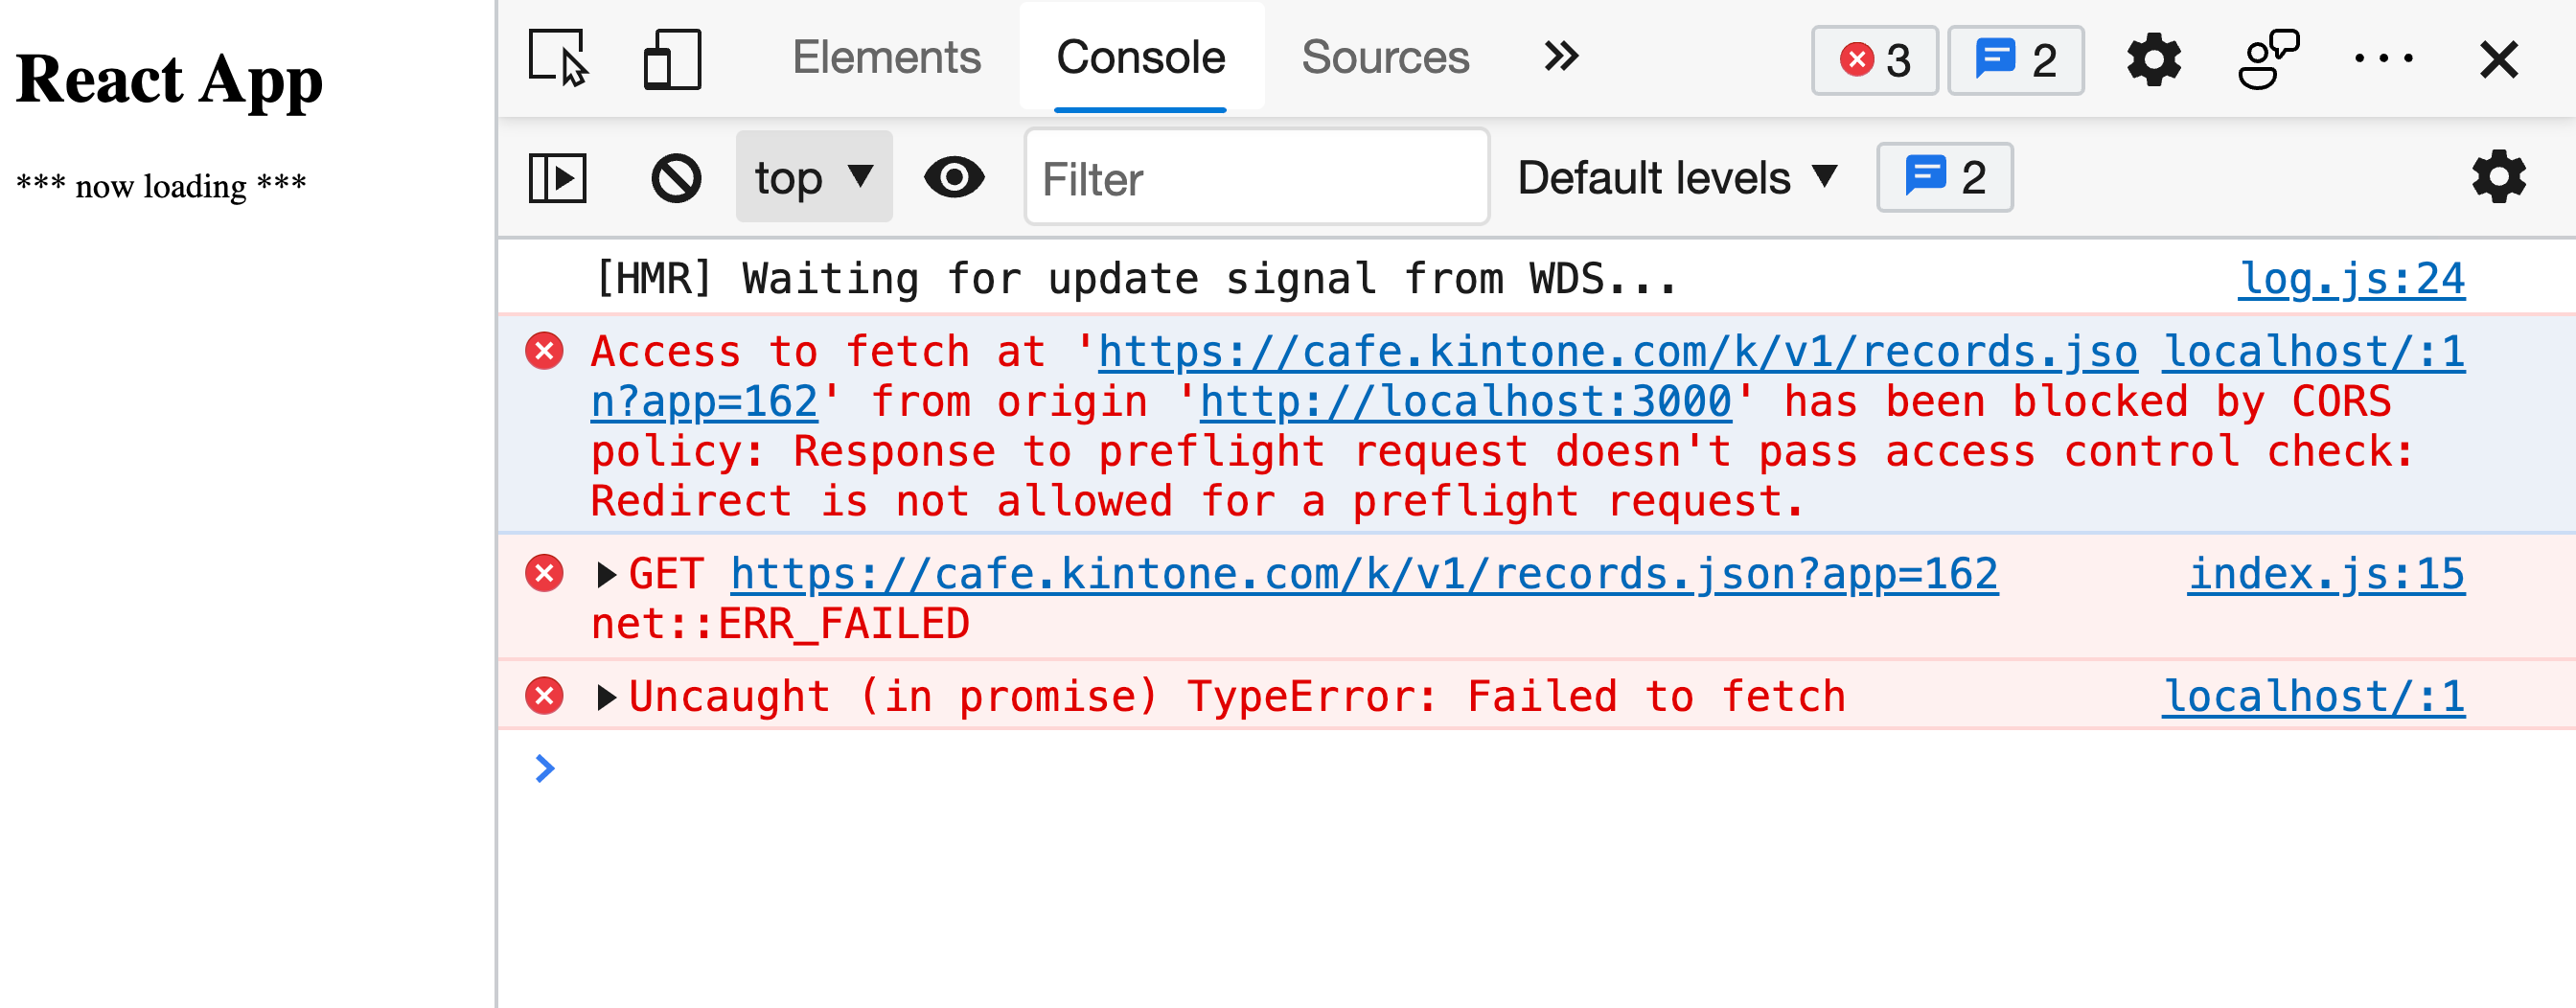 React App
*** now loading ***
Elements Console Sources 3 2
top Filter Default levels 2
[HMR] Waiting for update signal from WDS... log.js:24
Access to fetch at 'https://cafe.kintone.com/k/v1/records.jso localhost/:1
n?app=162' from origin 'http://localhost:3000' has been blocked by CORS
policy: Response to preflight request doesn't pass access control check:
Redirect is not allowed for a preflight request.
GET https://cafe.kintone.com/k/v1/records.json?app=162 index.js:15
net::ERR_FAILED
Uncaught (in promise) TypeError: Failed to fetch localhost/:1